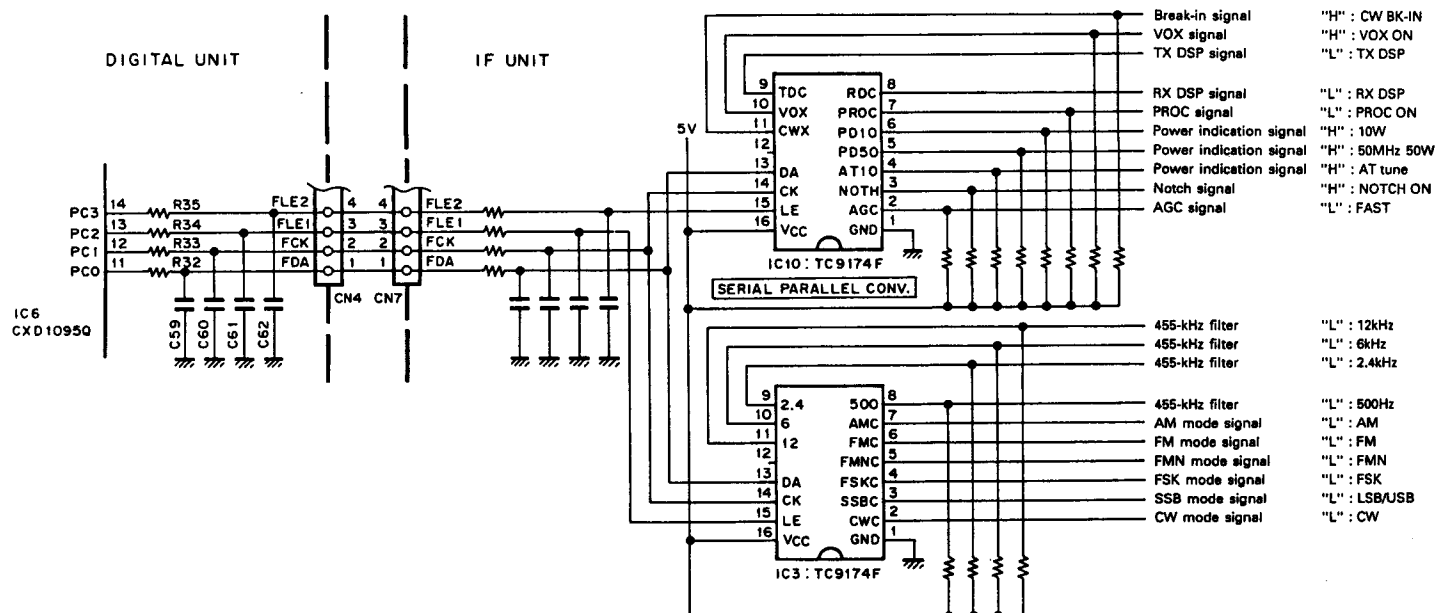 DIGITAL UNIT
IF UNIT
Break-in signal "H" : CW BK-IN
VOX signal "H" : VOX ON
TX DSP signal "L" : TX DSP
RX DSP signal "L" : RX DSP
PROC signal "L" : PROC ON
Power indication signal "H" : 10W
Power indication signal "H" : 50MHz 50W
Power indication signal "H" : AT tune
Notch signal "H" : NOTCH ON
AGC signal "L" : FAST
5V
9 TDC RDC 8
10 VOX PROC 7
11 CWX PD10 6
12 PD50 5
13 DA AT10 4
14 CK NOTH 3
15 LE AGC 2
16 VCC GND 1
IC10 : TC9174F
SERIAL PARALLEL CONV.
PC3 14 R35 FLE2 4 4 FLE2
PC2 13 R34 FLE1 3 3 FLE1
PC1 12 R33 FCK 2 2 FCK
PC0 11 R32 FDA 1 1 FDA
CN4 CN7
IC6
CXD1095Q
C59 C60 C61 C62
455-kHz filter "L" : 12kHz
455-kHz filter "L" : 6kHz
455-kHz filter "L" : 2.4kHz
455-kHz filter "L" : 500Hz
AM mode signal "L" : AM
FM mode signal "L" : FM
FMN mode signal "L" : FMN
FSK mode signal "L" : FSK
SSB mode signal "L" : LSB/USB
CW mode signal "L" : CW
9 2.4 500 8
10 6 AMC 7
11 12 FMC 6
12 FMNC 5
13 DA FSKC 4
14 CK SSBC 3
15 LE CWC 2
16 VCC GND 1
IC3 : TC9174F